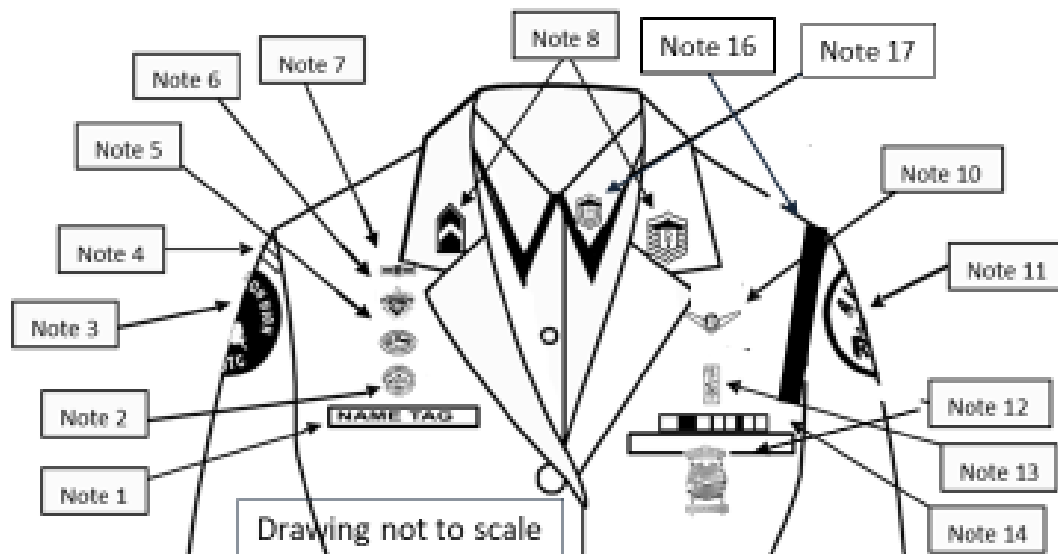 Note 8
Note 16
Note 17
Note 7
Note 6
Note 5
Note 10
Note 4
Note 11
Note 3
Note 2
NAME TAG
Note 12
Note 1
Note 13
Drawing not to scale
Note 14